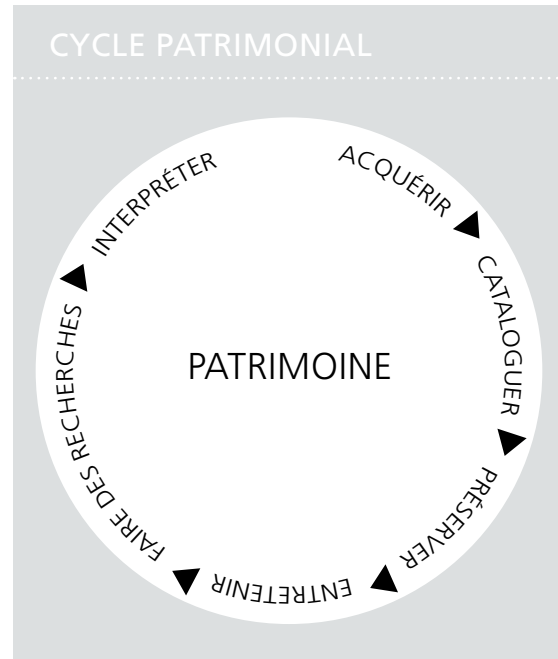 CYCLE PATRIMONIAL
ACQUÉRIR
CATALOGUER
PRÉSERVER
ENTRETENIR
FAIRE DES RECHERCHES
INTERPRÉTER
PATRIMOINE